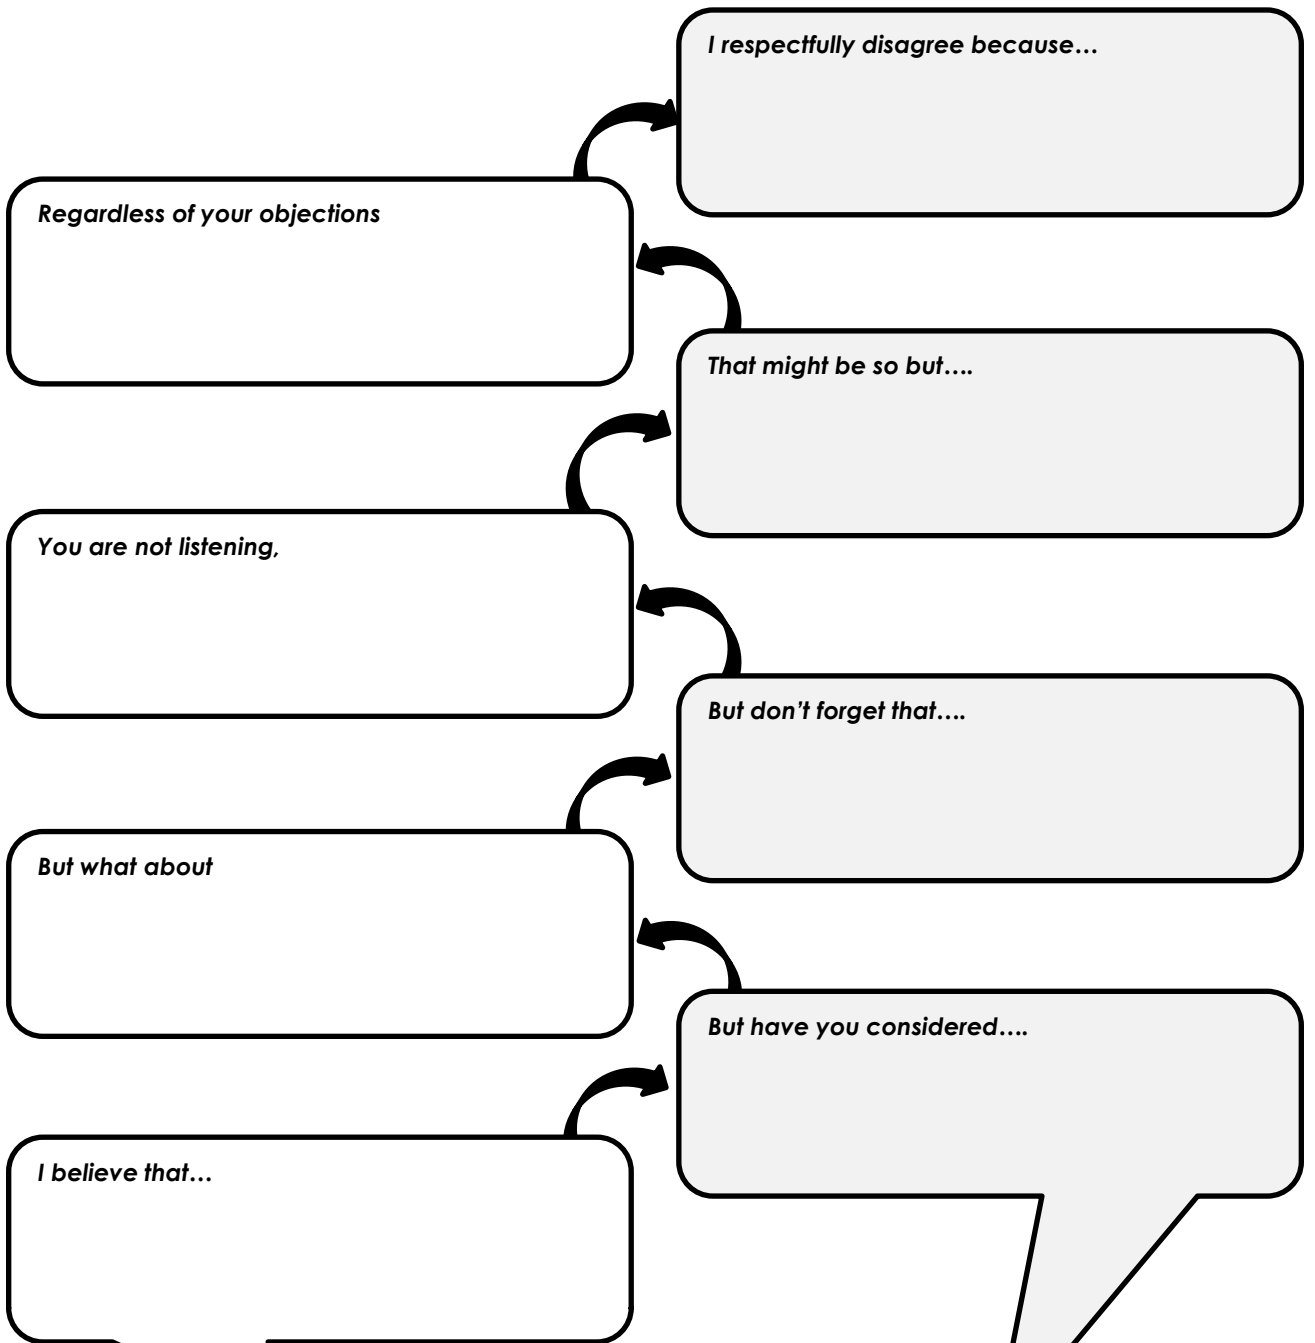 I respectfully disagree because…
Regardless of your objections
That might be so but….
You are not listening,
But don’t forget that….
But what about
But have you considered….
I believe that…